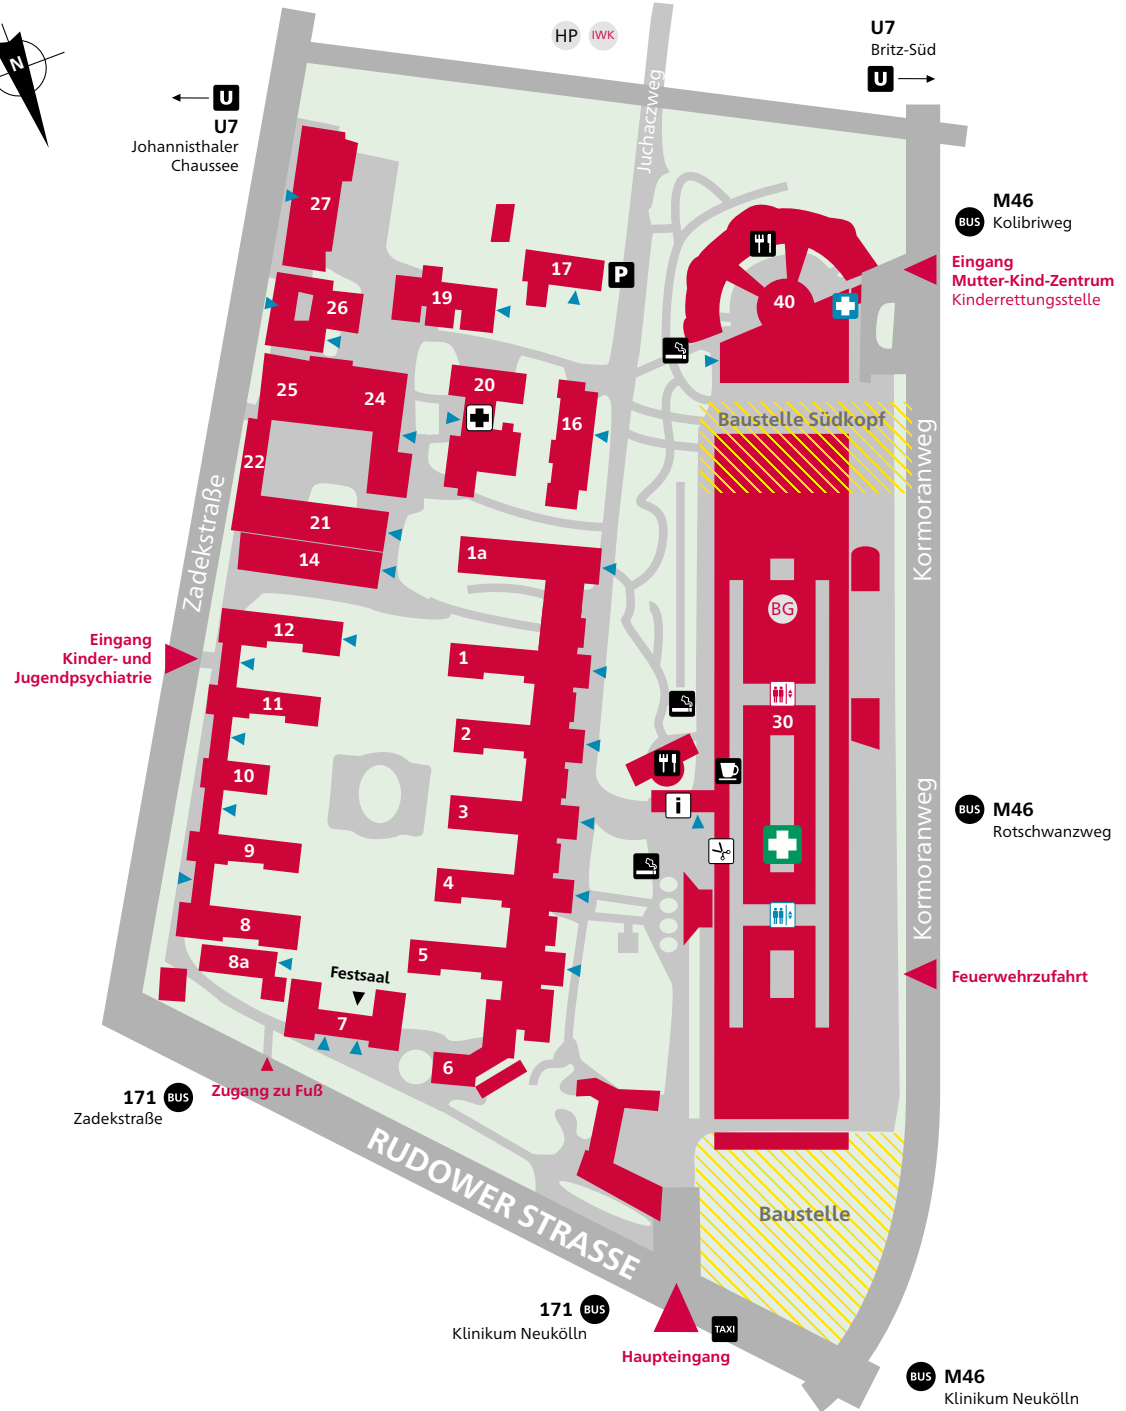 HP
IWK
U7
Britz-Süd
U
N
U
U7
Johannisthaler
Chaussee
Juchaczweg
27
M46
BUS
Kolibriweg
Eingang
Mutter-Kind-Zentrum
Kinderrettungsstelle
17
P
26
19
40
25
24
20
16
Baustelle Südkopf
22
Zadekstraße
Kormoranweg
21
14
1a
BG
12
Eingang
Kinder- und
Jugendpsychiatrie
1
11
30
2
10
i
3
BUS
M46
Rotschwanzweg
9
Kormoranweg
4
8
5
8a
Festsaal
Feuerwehrzufahrt
7
6
171
BUS
Zadekstraße
Zugang zu Fuß
RUDOWER STRASSE
Baustelle
171
BUS
Klinikum Neukölln
TAXI
Haupteingang
BUS
M46
Klinikum Neukölln